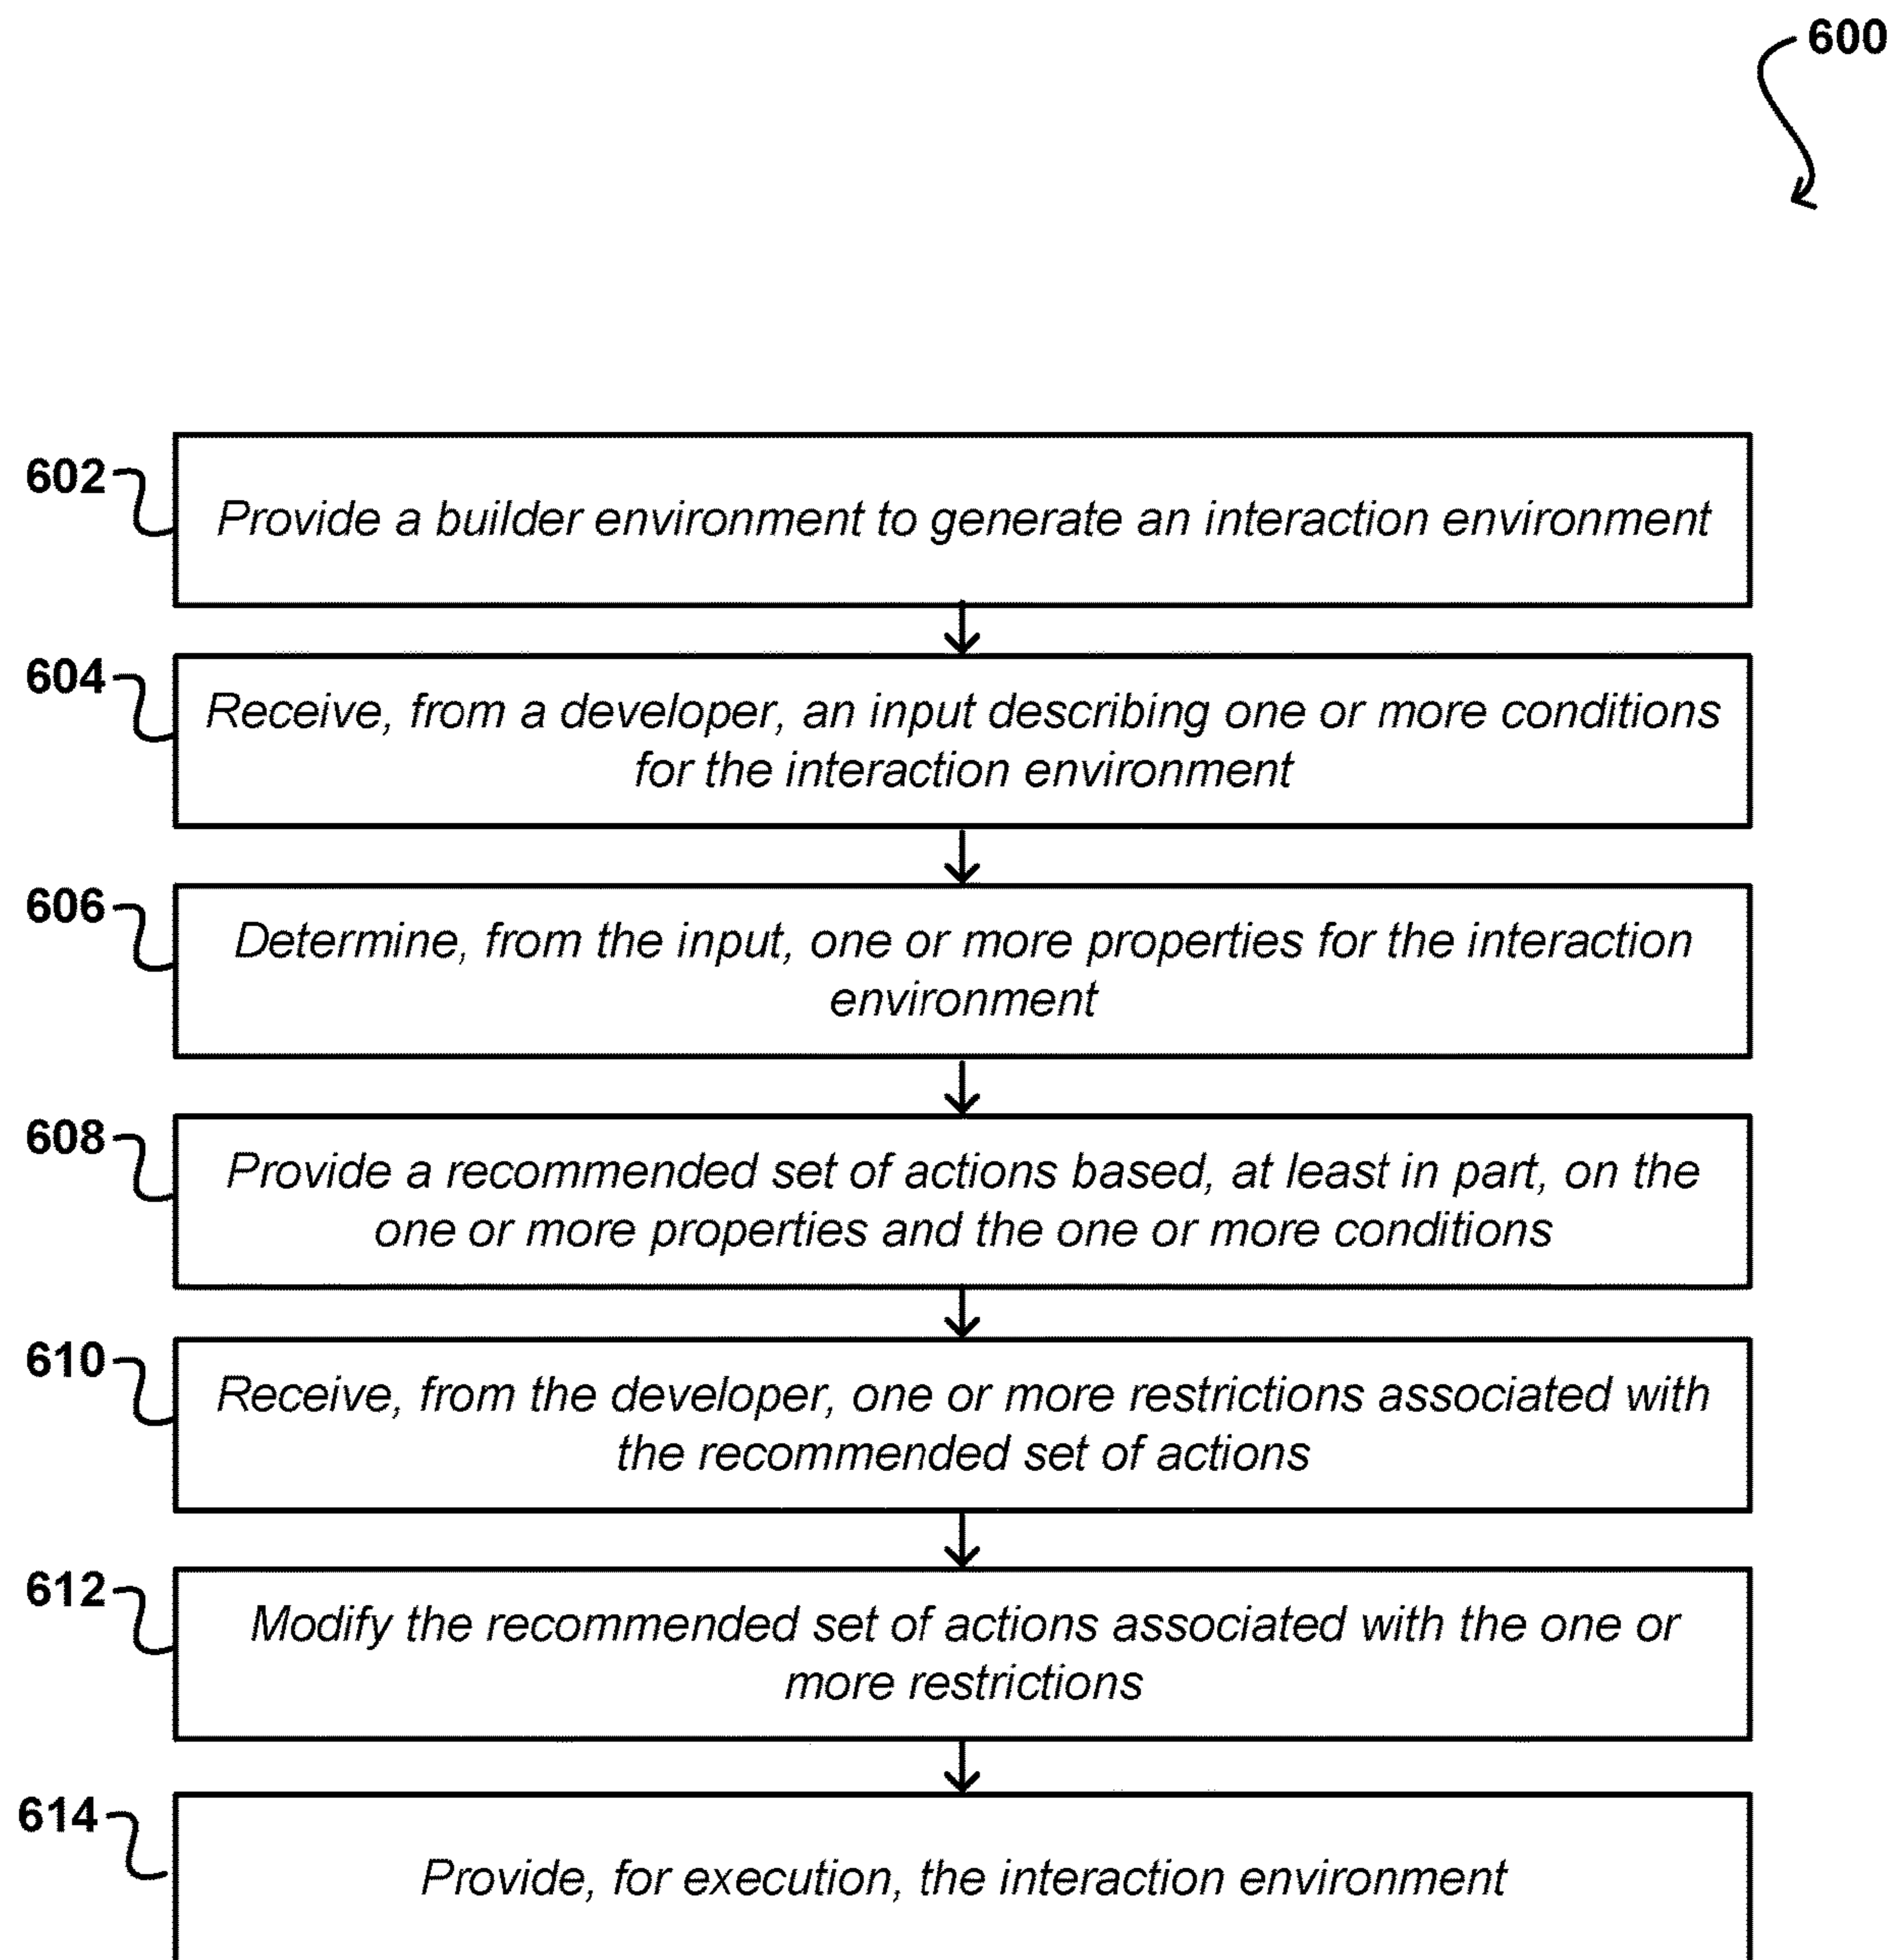 600
602
Provide a builder environment to generate an interaction environment
604
Receive, from a developer, an input describing one or more conditions
for the interaction environment
606
Determine, from the input, one or more properties for the interaction
environment
608
Provide a recommended set of actions based, at least in part, on the
one or more properties and the one or more conditions
610
Receive, from the developer, one or more restrictions associated with
the recommended set of actions
612
Modify the recommended set of actions associated with the one or
more restrictions
614
Provide, for execution, the interaction environment